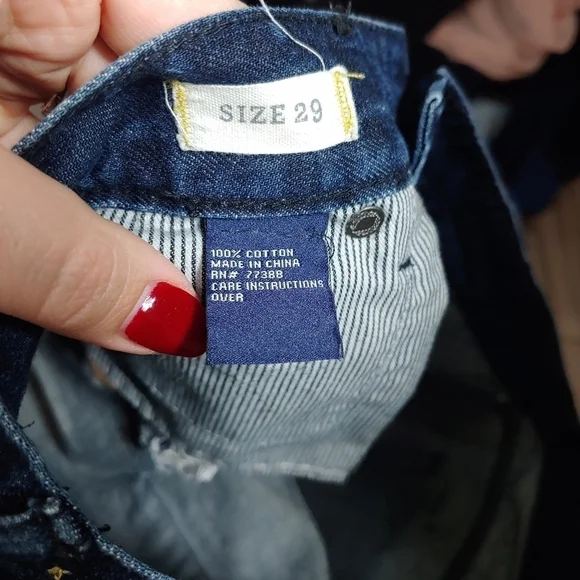 SIZE 29
100% COTTON
MADE IN CHINA
RN# 77388
CARE INSTRUCTIONS
OVER